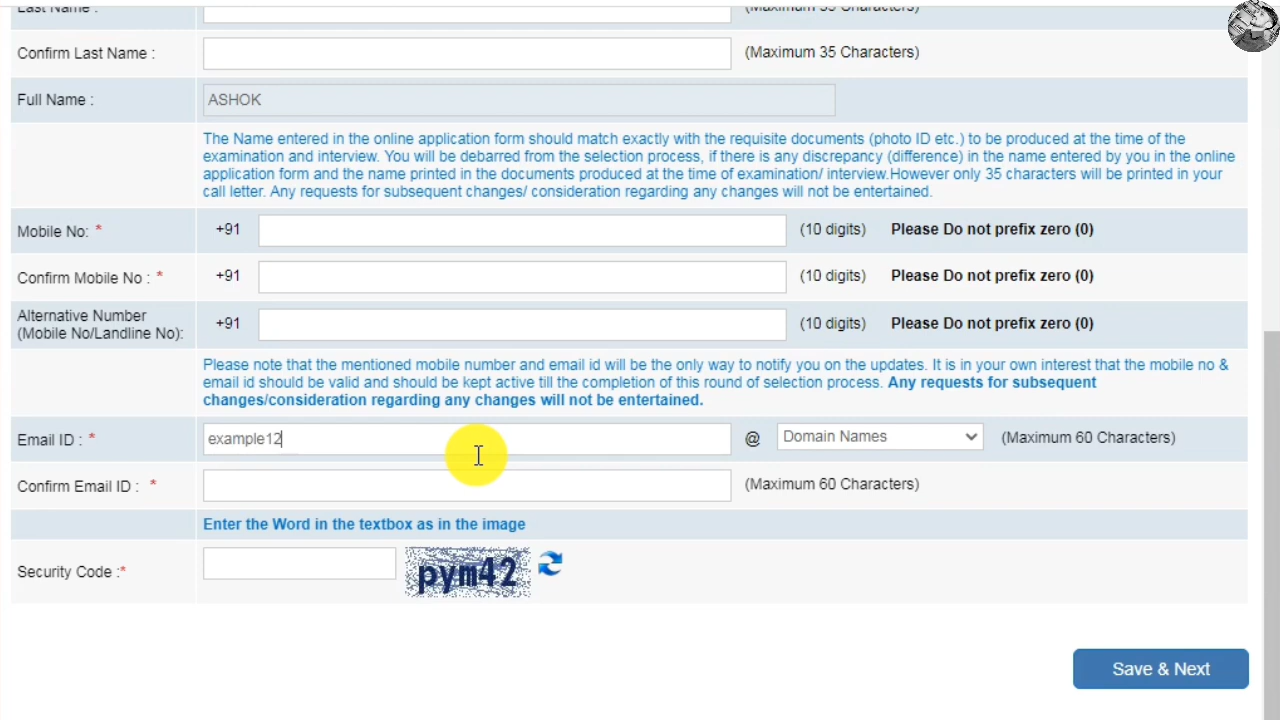 Last Name : (Maximum 35 Characters)
Confirm Last Name : (Maximum 35 Characters)
Full Name : ASHOK
The Name entered in the online application form should match exactly with the requisite documents (photo ID etc.) to be produced at the time of the
examination and interview. You will be debarred from the selection process, if there is any discrepancy (difference) in the name entered by you in the online
application form and the name printed in the documents produced at the time of examination/ interview.However only 35 characters will be printed in your
call letter. Any requests for subsequent changes/ consideration regarding any changes will not be entertained.
Mobile No: * +91 (10 digits) Please Do not prefix zero (0)
Confirm Mobile No : * +91 (10 digits) Please Do not prefix zero (0)
Alternative Number
(Mobile No/Landline No): +91 (10 digits) Please Do not prefix zero (0)
Please note that the mentioned mobile number and email id will be the only way to notify you on the updates. It is in your own interest that the mobile no &
email id should be valid and should be kept active till the completion of this round of selection process. Any requests for subsequent
changes/consideration regarding any changes will not be entertained.
Email ID : * example12 @ Domain Names (Maximum 60 Characters)
Confirm Email ID : * (Maximum 60 Characters)
Enter the Word in the textbox as in the image
Security Code :* pym42
Save & Next